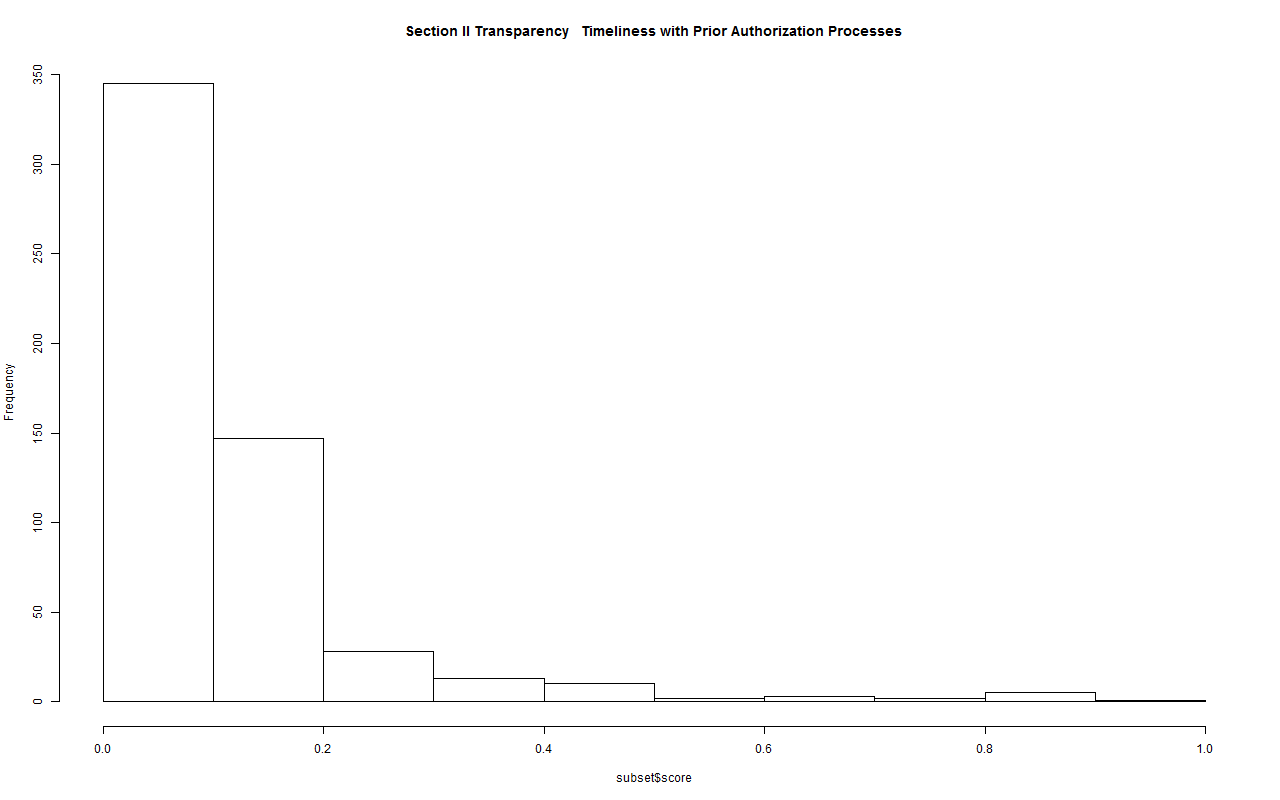 Section II Transparency   Timeliness with Prior Authorization Processes
350
300
250
200
150
100
50
0
Frequency
0.0 0.2 0.4 0.6 0.8 1.0
subset$score